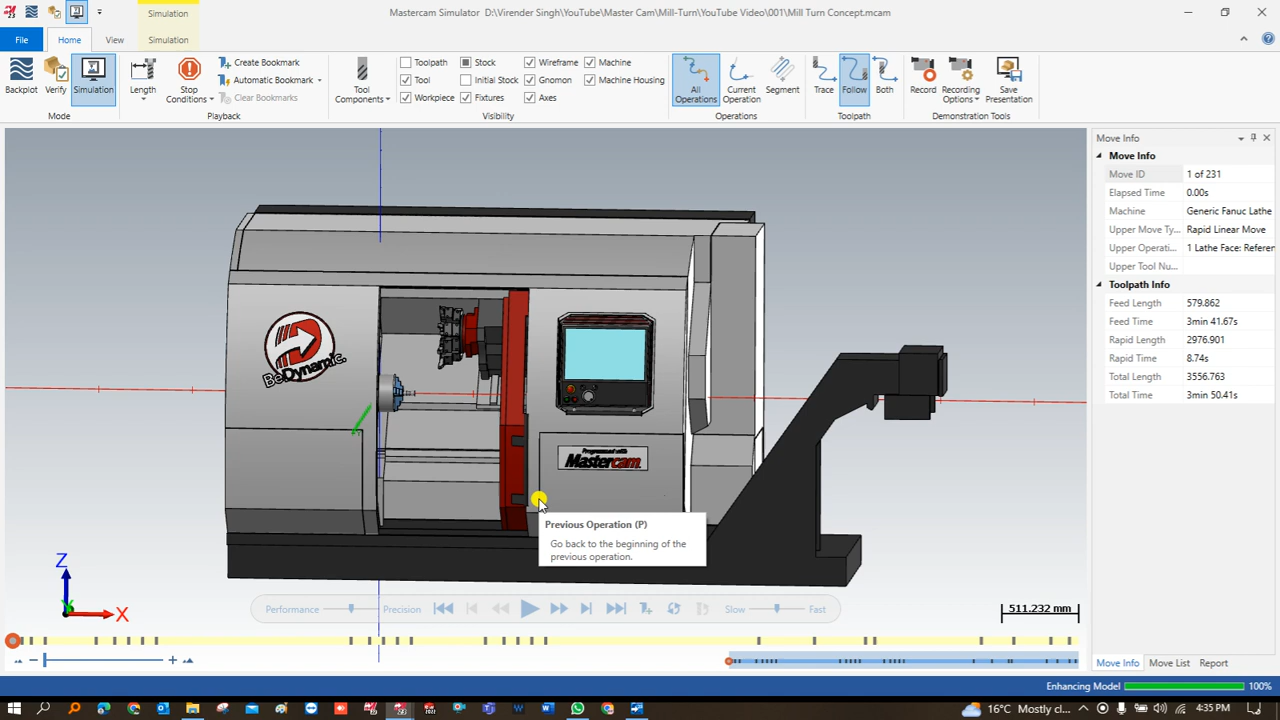 Mastercam Simulator  D:\Virender Singh\YouTube\Master Cam\Mill-Turn\YouTube Video\001\Mill Turn Concept.mcam
Simulation
File
Home
View
Simulation
Backplot
Verify
Simulation
Mode
Length
Stop
Conditions
Create Bookmark
Automatic Bookmark
Clear Bookmarks
Playback
Tool
Components
Toolpath
Tool
Workpiece
Stock
Initial Stock
Fixtures
Wireframe
Gnomon
Axes
Machine
Machine Housing
Visibility
All
Operations
Current
Operation
Segment
Operations
Trace
Follow
Both
Toolpath
Record
Recording
Options
Save
Presentation
Demonstration Tools
BeDynamic.
Programmed with
Mastercam
Previous Operation (P)
Go back to the beginning of the
previous operation.
Z
Y
X
Performance
Precision
Slow
Fast
511.232 mm
Move Info
Move Info
Move ID 1 of 231
Elapsed Time 0.00s
Machine Generic Fanuc Lathe
Upper Move Ty... Rapid Linear Move
Upper Operati... 1 Lathe Face: Referen
Upper Tool Nu...
Toolpath Info
Feed Length 579.862
Feed Time 3min 41.67s
Rapid Length 2976.901
Rapid Time 8.74s
Total Length 3556.763
Total Time 3min 50.41s
Move Info
Move List
Report
Enhancing Model 100%
16°C Mostly cl...
4:35 PM